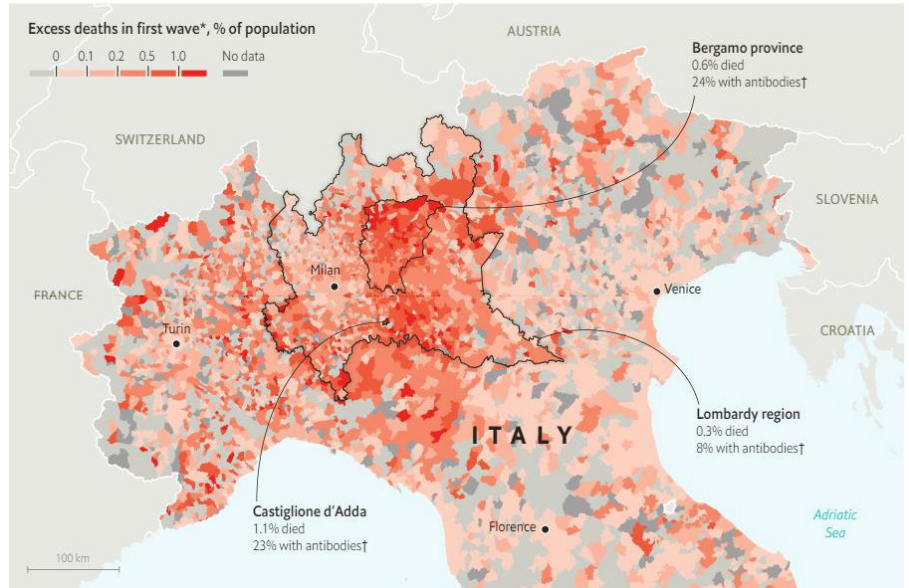 Excess deaths in first wave*, % of population
0 0.1 0.2 0.5 1.0 No data
AUSTRIA
Bergamo province
0.6% died
24% with antibodies†
SWITZERLAND
SLOVENIA
Milan
Venice
FRANCE
Turin
CROATIA
Lombardy region
0.3% died
8% with antibodies†
ITALY
Castiglione d’Adda
1.1% died
23% with antibodies†
Florence
Adriatic
Sea
100 km